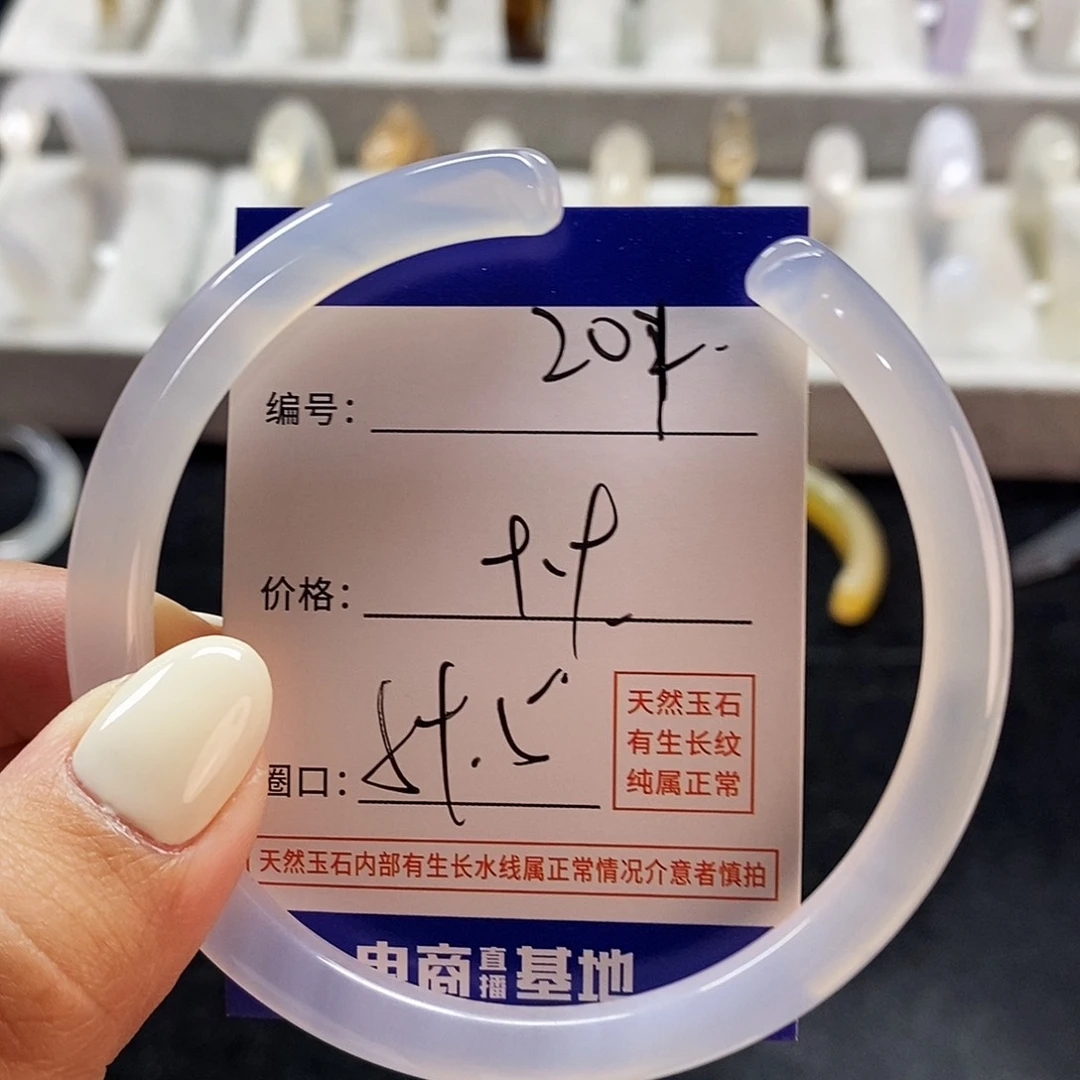 编号：
价格：
圈口：
天然玉石
有生长纹
纯属正常
天然玉石内部有生长水线属正常情况介意者慎拍
电商直播基地